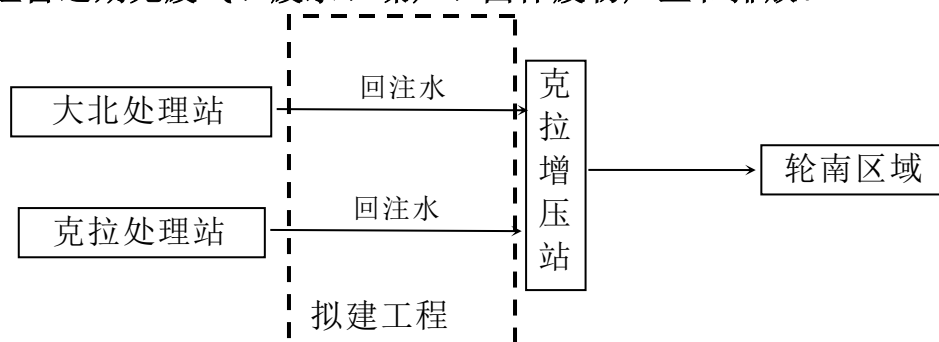 回注水
大北处理站
克拉增压站
轮南区域
回注水
克拉处理站
拟建工程